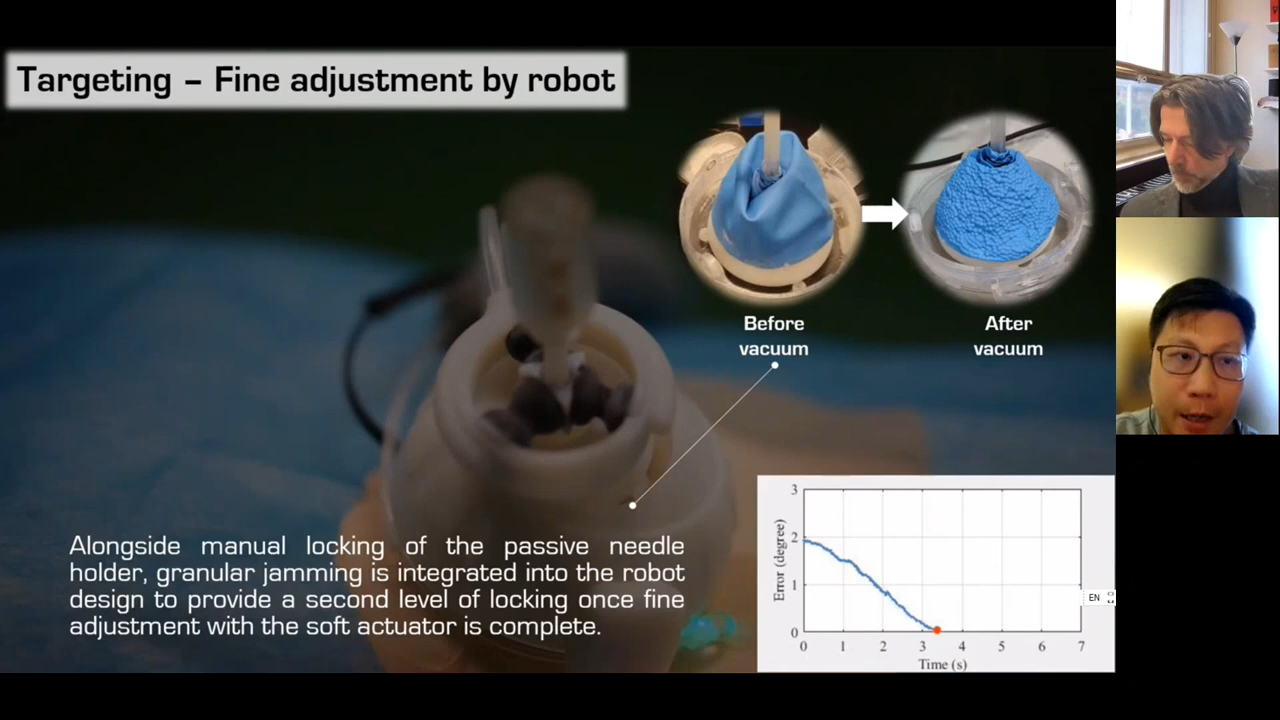 Targeting – Fine adjustment by robot
Before
vacuum
After
vacuum
Alongside manual locking of the passive needle
holder, granular jamming is integrated into the robot
design to provide a second level of locking once fine
adjustment with the soft actuator is complete.
3
2
1
0
Error (degree)
0 1 2 3 4 5 6 7
Time (s)
EN